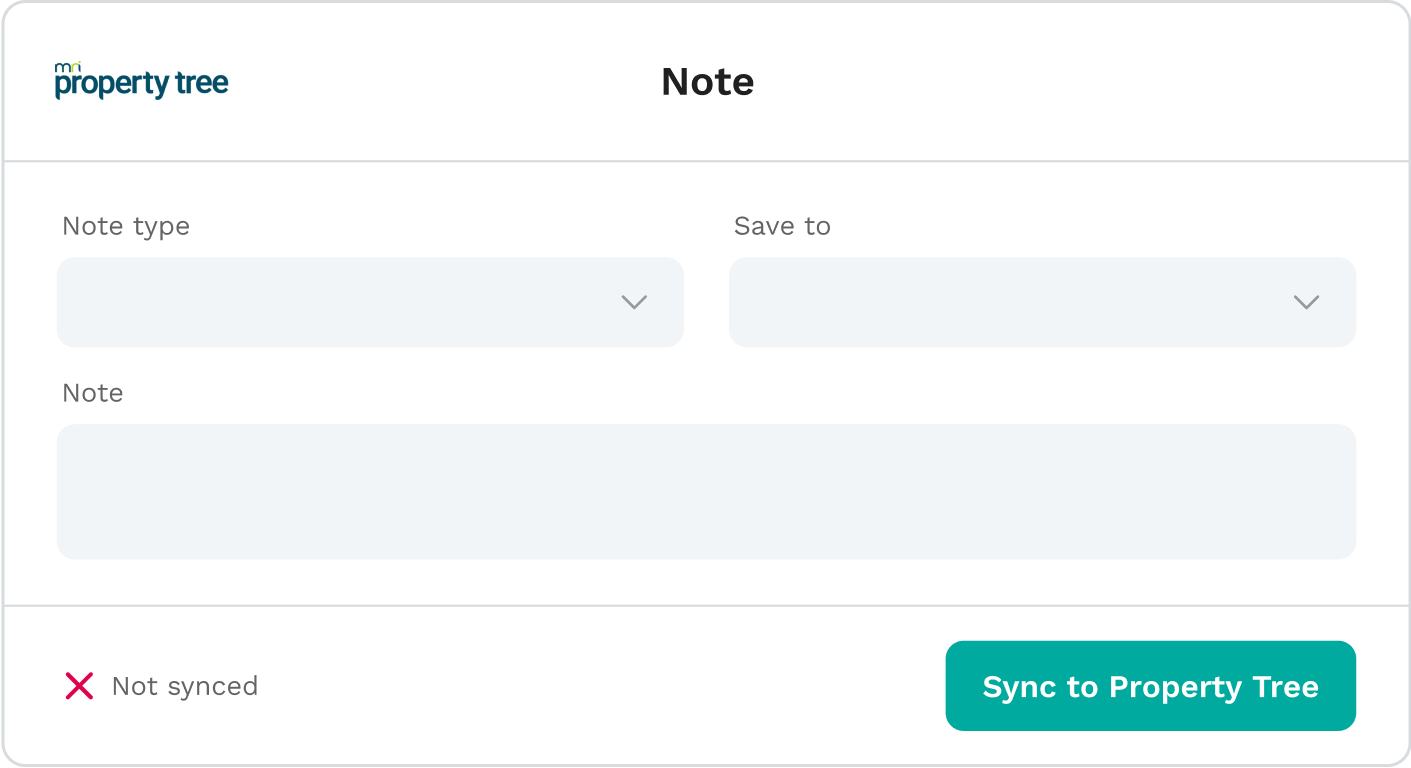 mri
property tree
Note
Note type
Save to
Note
Not synced
Sync to Property Tree